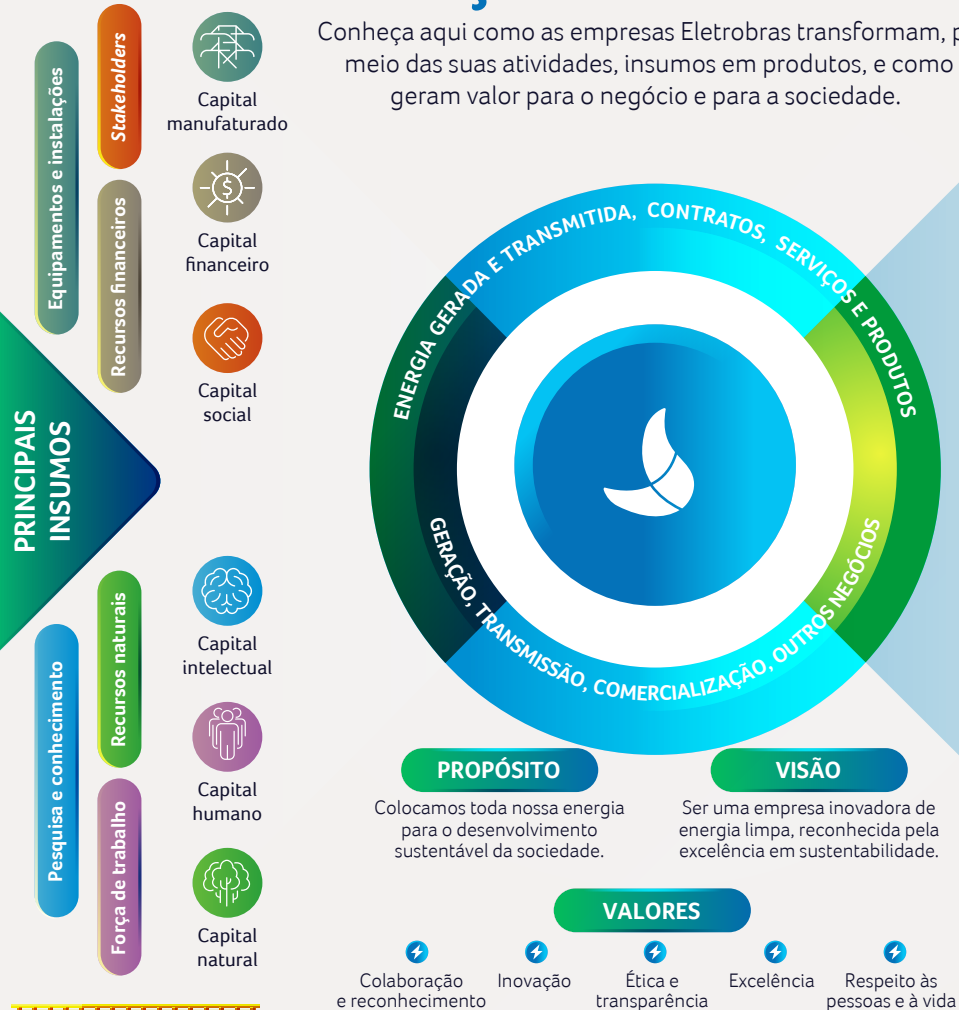 Conheça aqui como as empresas Eletrobras transformam,
meio das suas atividades, insumos em produtos, e como
geram valor para o negócio e para a sociedade.
PRINCIPAIS
INSUMOS
Equipamentos e instalações
Stakeholders
Recursos financeiros
Pesquisa e conhecimento
Recursos naturais
Força de trabalho
Capital
manufaturado
Capital
financeiro
Capital
social
Capital
intelectual
Capital
humano
Capital
natural
ENERGIA GERADA E TRANSMITIDA, CONTRATOS, SERVIÇOS E PRODUTOS
GERAÇÃO, TRANSMISSÃO, COMERCIALIZAÇÃO, OUTROS NEGÓCIOS
PROPÓSITO
Colocamos toda nossa energia
para o desenvolvimento
sustentável da sociedade.
VISÃO
Ser uma empresa inovadora de
energia limpa, reconhecida pela
excelência em sustentabilidade.
VALORES
Colaboração
e reconhecimento
Inovação
Ética e
transparência
Excelência
Respeito às
pessoas e à vida